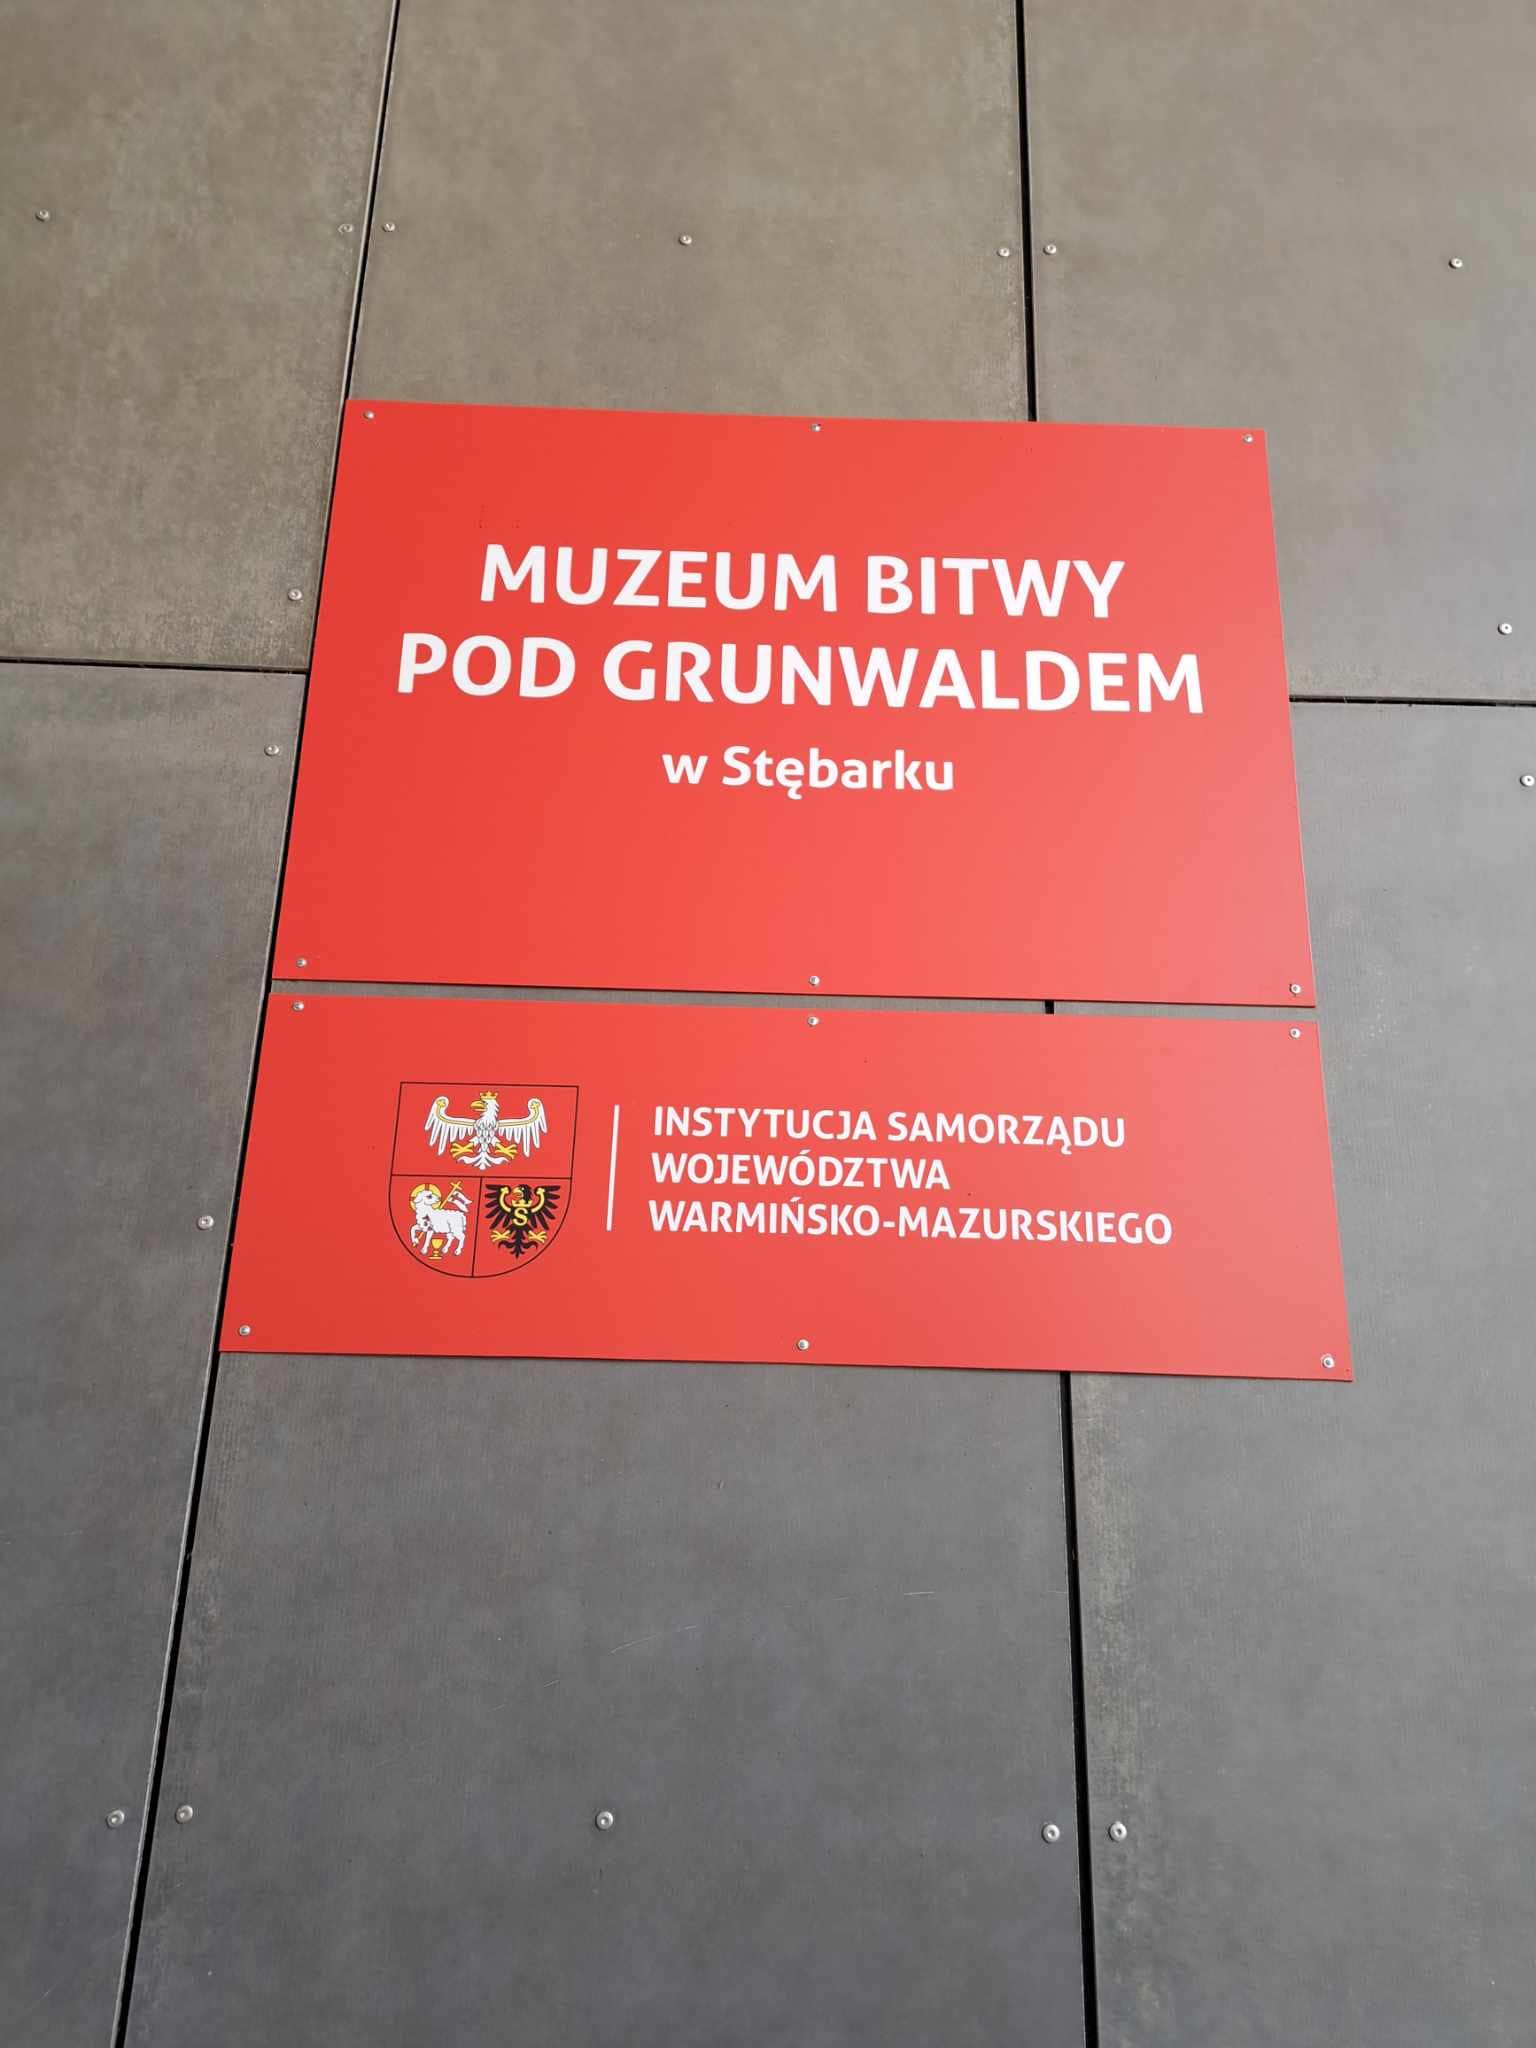 MUZEUM BITWY
POD GRUNWALDEM
w Stębarku
INSTYTUCJA SAMORZĄDU
WOJEWÓDZTWA
WARMIŃSKO-MAZURSKIEGO
S